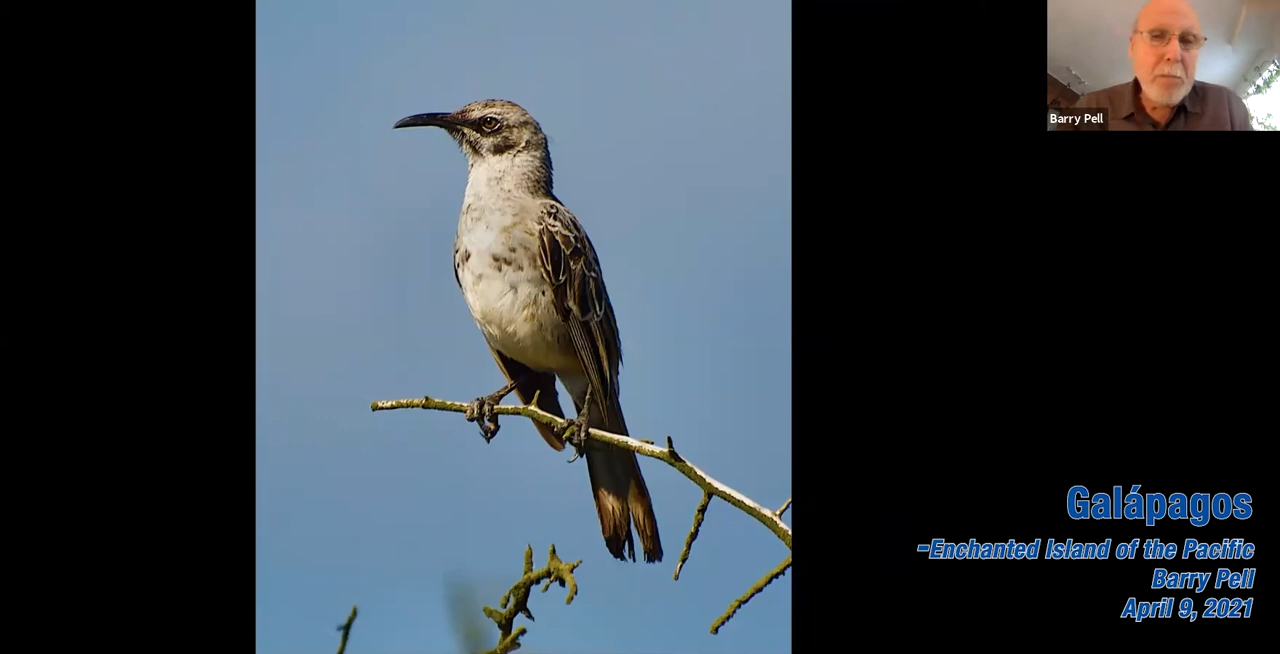 Barry Pell
Galápagos
-Enchanted Island of the Pacific
Barry Pell
April 9, 2021